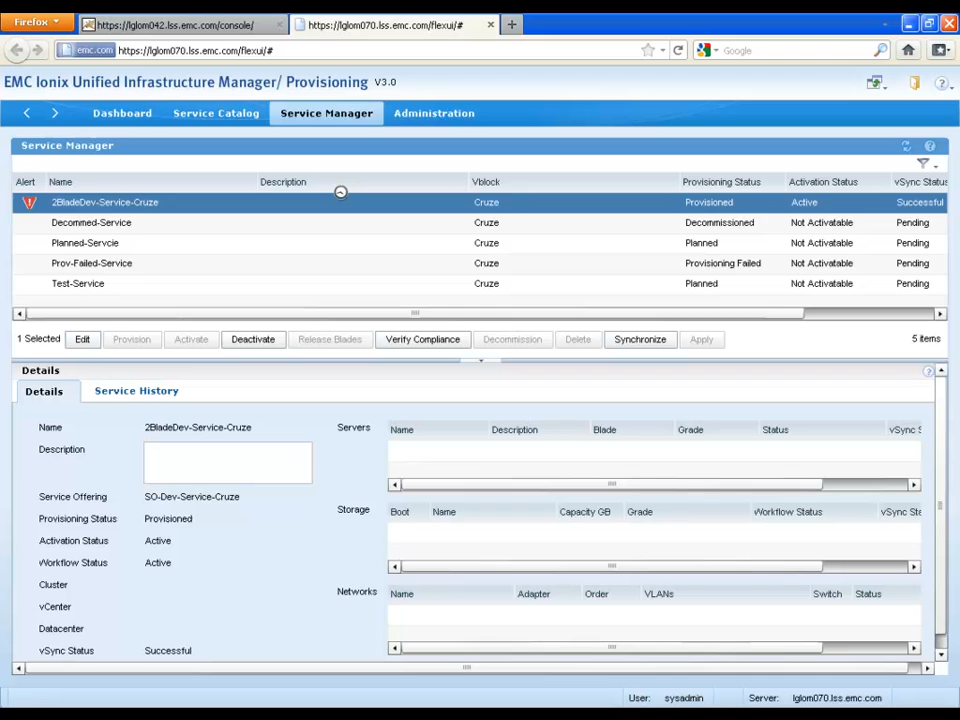 Firefox
https://lglom042.lss.emc.com/console/
https://lglom070.lss.emc.com/flexui/#
emc.com
https://lglom070.lss.emc.com/flexui/#
Google
EMC Ionix Unified Infrastructure Manager/ Provisioning V3.0
Dashboard
Service Catalog
Service Manager
Administration
Service Manager
Alert
Name
Description
Vblock
Provisioning Status
Activation Status
vSync Status
2BladeDev-Service-Cruze Cruze Provisioned Active Successful
Decommed-Service Cruze Decommissioned Not Activatable Pending
Planned-Servcie Cruze Planned Not Activatable Pending
Prov-Failed-Service Cruze Provisioning Failed Not Activatable Pending
Test-Service Cruze Planned Not Activatable Pending
1 Selected
Edit
Provision
Activate
Deactivate
Release Blades
Verify Compliance
Decommission
Delete
Synchronize
Apply
5 items
Details
Details
Service History
Name 2BladeDev-Service-Cruze
Description
Service Offering SO-Dev-Service-Cruze
Provisioning Status Provisioned
Activation Status Active
Workflow Status Active
Cluster
vCenter
Datacenter
vSync Status Successful
Servers
Name Description Blade Grade Status vSync S
Storage
Boot Name Capacity GB Grade Workflow Status vSync Sta
Networks
Name Adapter Order VLANs Switch Status
User: sysadmin
Server: lglom070.lss.emc.com